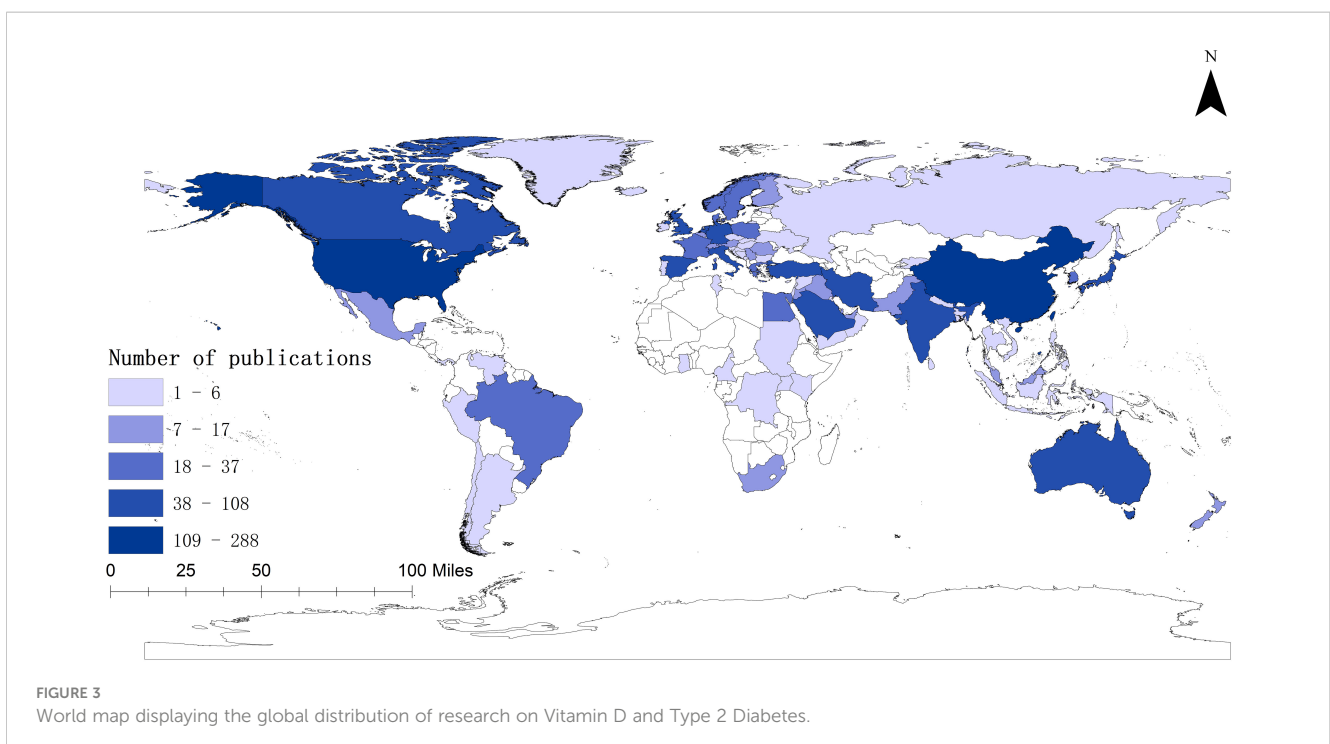 N
Number of publications
1 - 6
7 - 17
18 - 37
38 - 108
109 - 288
0 25 50 100 Miles
FIGURE 3
World map displaying the global distribution of research on Vitamin D and Type 2 Diabetes.